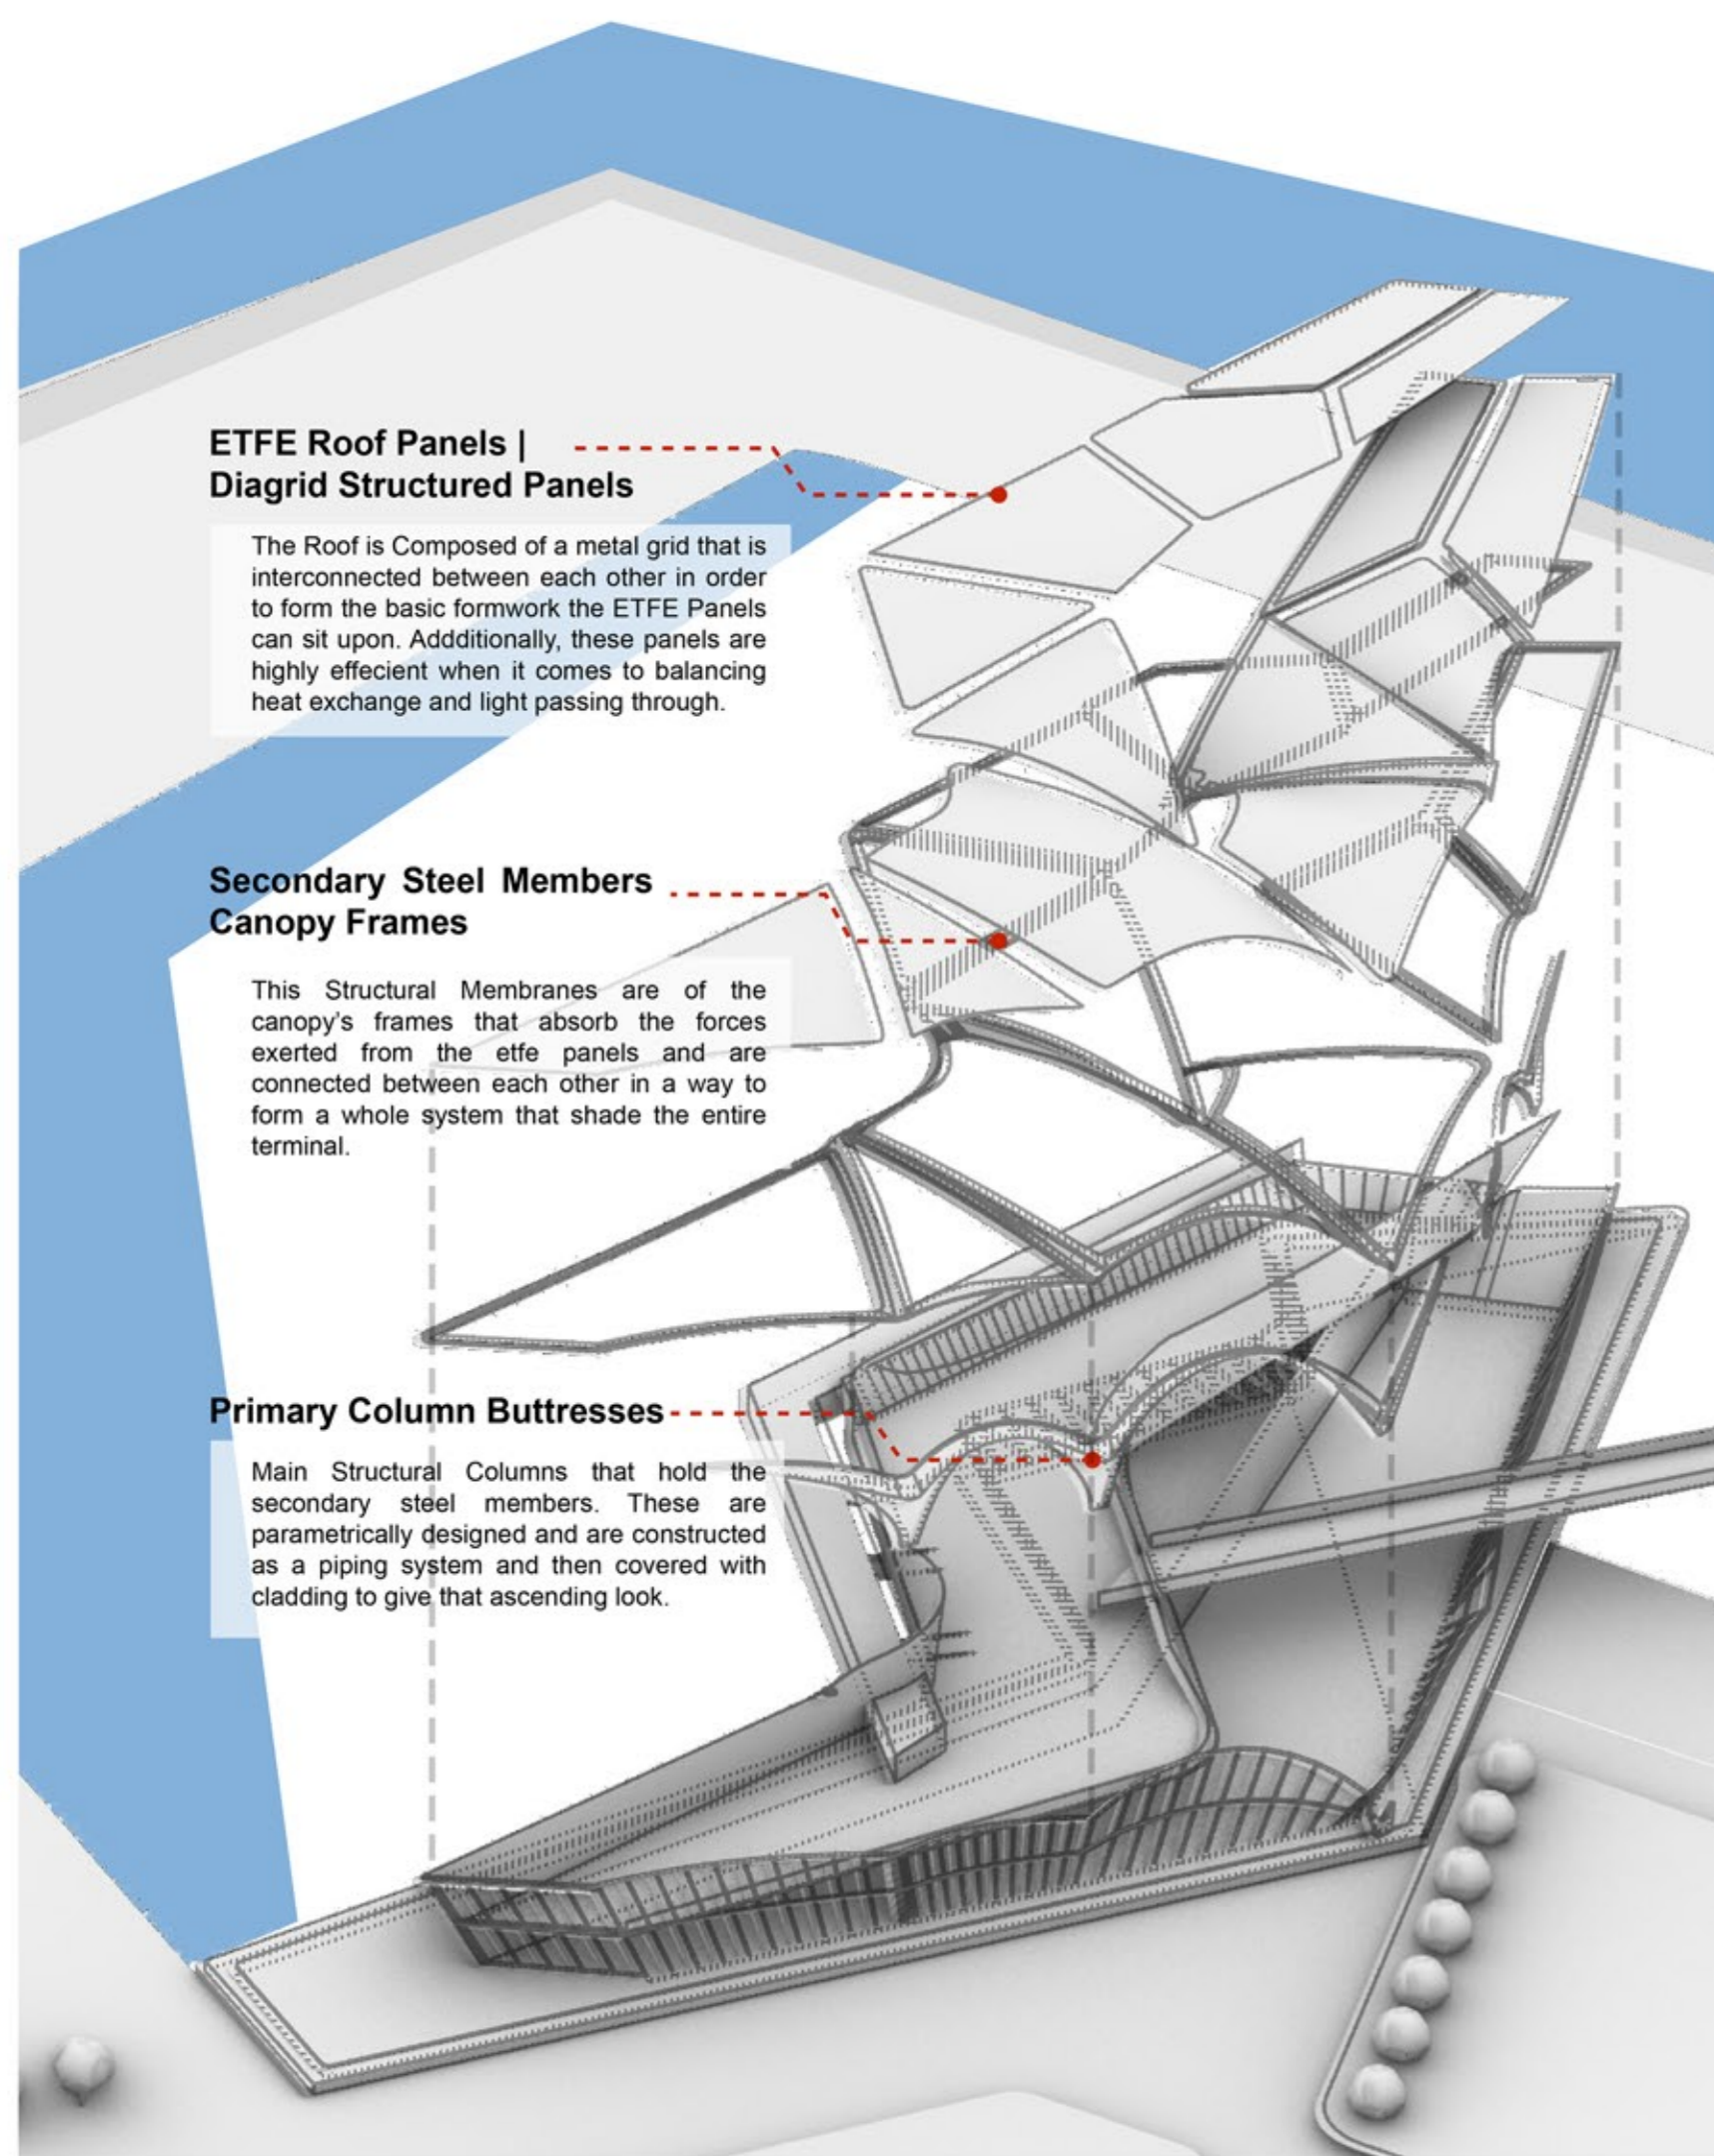 ETFE Roof Panels |
Diagrid Structured Panels
The Roof is Composed of a metal grid that is
interconnected between each other in order
to form the basic formwork the ETFE Panels
can sit upon. Addditionally, these panels are
highly effecient when it comes to balancing
heat exchange and light passing through.
Secondary Steel Members
Canopy Frames
This Structural Membranes are of the
canopy's frames that absorb the forces
exerted from the etfe panels and are
connected between each other in a way to
form a whole system that shade the entire
terminal.
Primary Column Buttresses
Main Structural Columns that hold the
secondary steel members. These are
parametrically designed and are constructed
as a piping system and then covered with
cladding to give that ascending look.